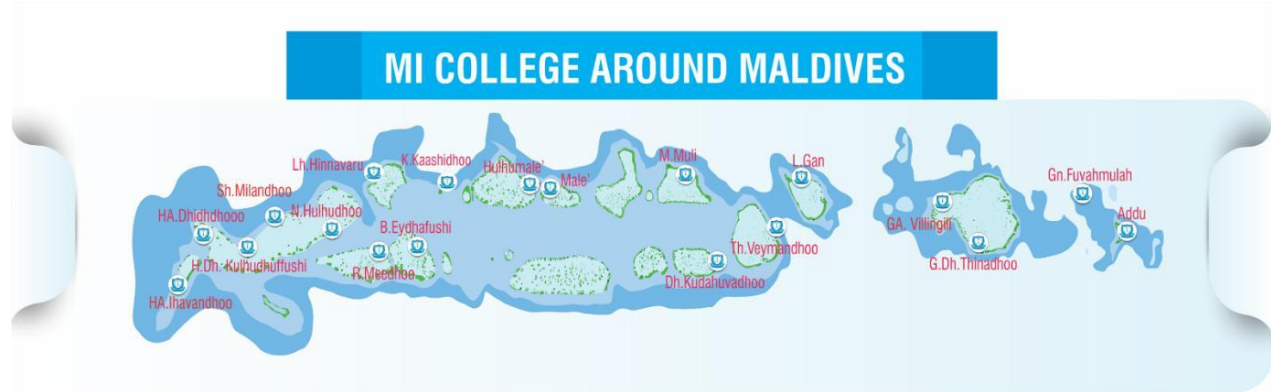 MI COLLEGE AROUND MALDIVES
Lh.Hinnavaru
K.Kaashidhoo
Hulhumale'
Male'
M.Muli
L.Gan
Gn.Fuvahmulah
Sh.Milandhoo
HA.Dhidhdhooo
N.Hulhudhoo
B.Eydhafushi
GA. Villingili
Addu
H.Dh. Kulhudhuffushi
R.Meedhoo
Th.Veymandhoo
G.Dh.Thinadhoo
Dh.Kudahuvadhoo
HA.Ihavandhoo